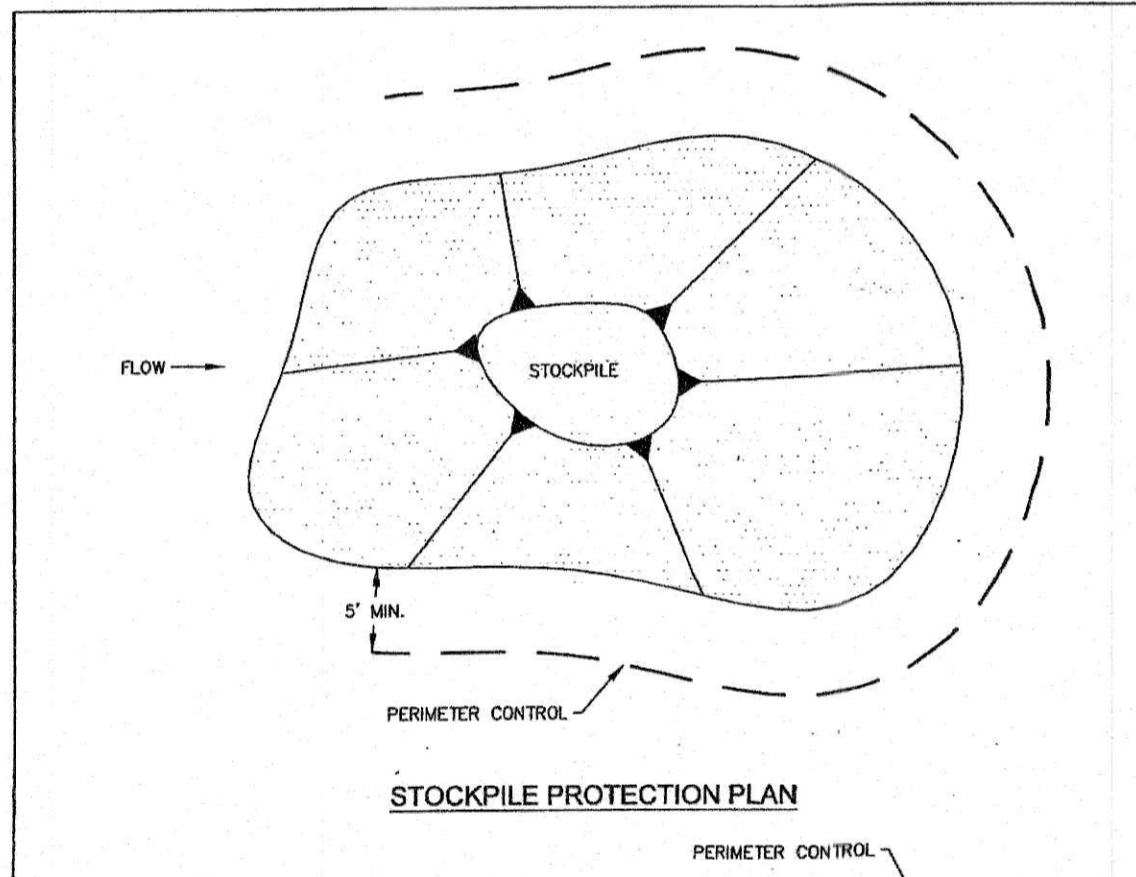 FLOW
STOCKPILE
5' MIN.
PERIMETER CONTROL
STOCKPILE PROTECTION PLAN
PERIMETER CONTROL